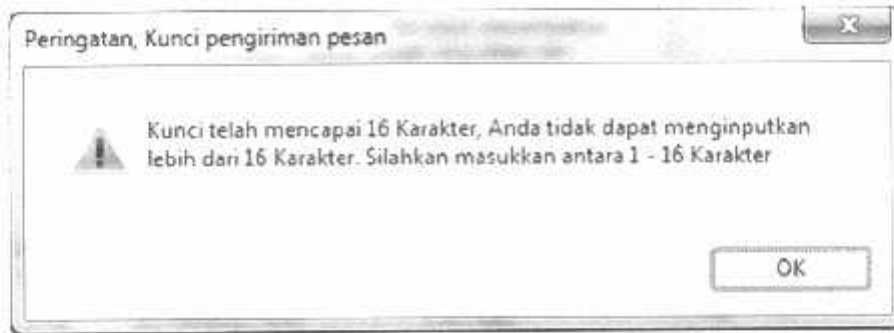 Peringatan, Kunci pengiriman pesan
Kunci telah mencapai 16 Karakter, Anda tidak dapat menginputkan
lebih dari 16 Karakter. Silahkan masukkan antara 1 - 16 Karakter
OK